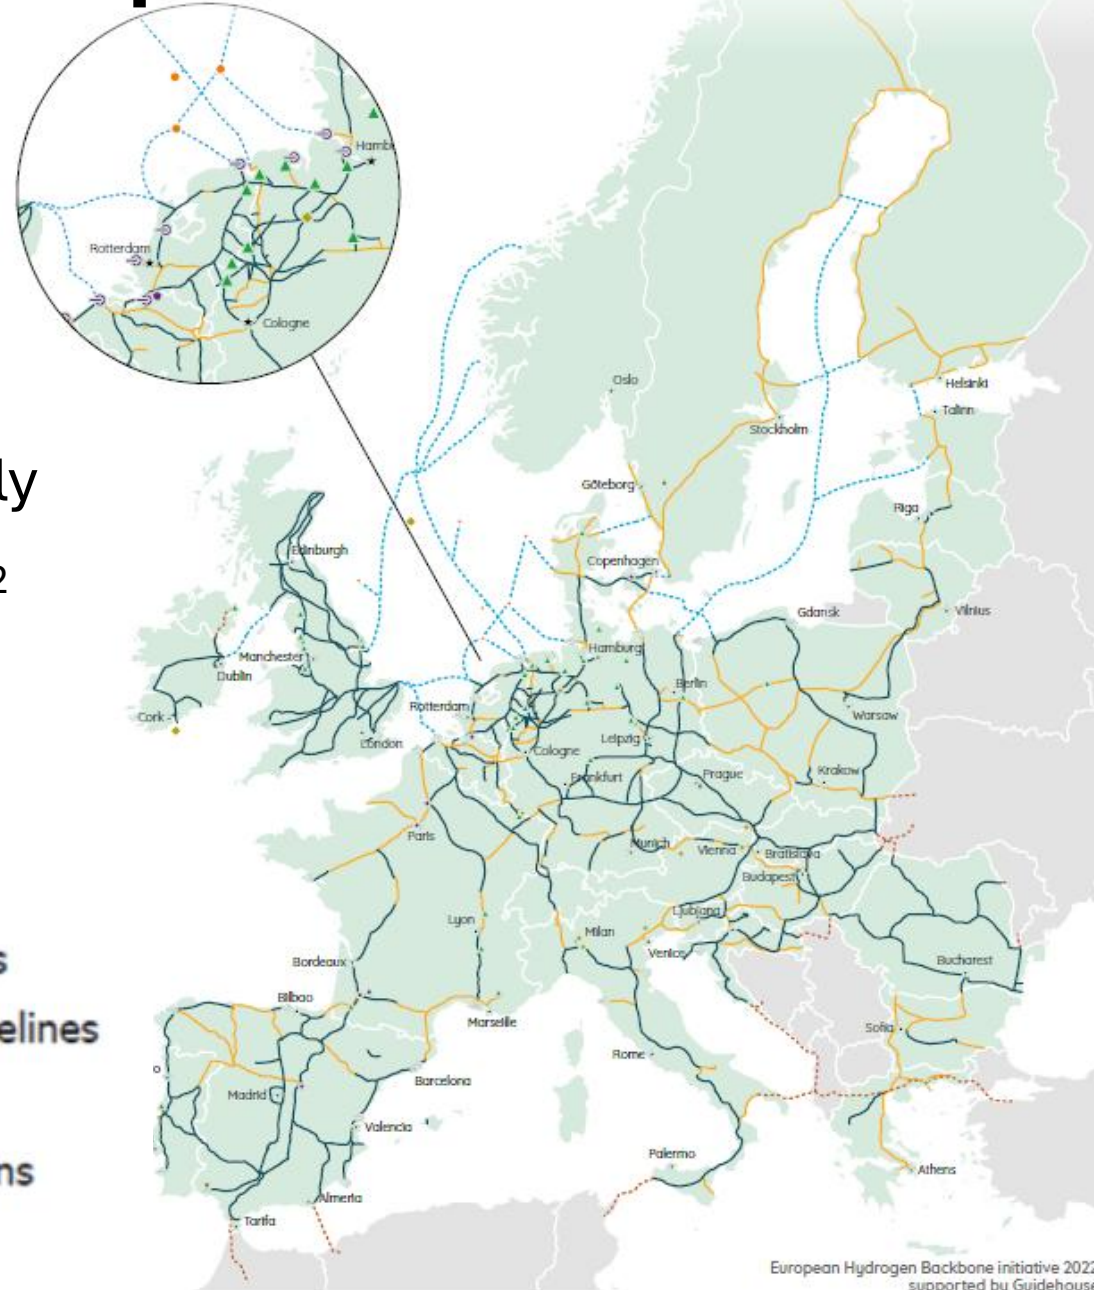 Hamb
Rotterdam
Cologne
Oslo
Helsinki
Tallinn
Stockholm
ly
Göteborg
Riga
Edinburgh
Copenhagen
2
Gdansk
Vilnius
Manchester
Hamburg
Dublin
Berlin
Rotterdam
Cork
Warsaw
London
Leipzig
Cologne
Frankfurt
Prague
Krakow
Paris
Munich
Vienna
Bratislava
Budapest
Ljubljana
Lyon
Milan
Venice
s
Bordeaux
Bucharest
Bilbao
elines
Marseille
Sofia
Rome
o
Barcelona
Madrid
Valencia
Palermo
ns
Athens
Almeria
Tarifa
European Hydrogen Backbone initiative 2022
supported by Guidehouse